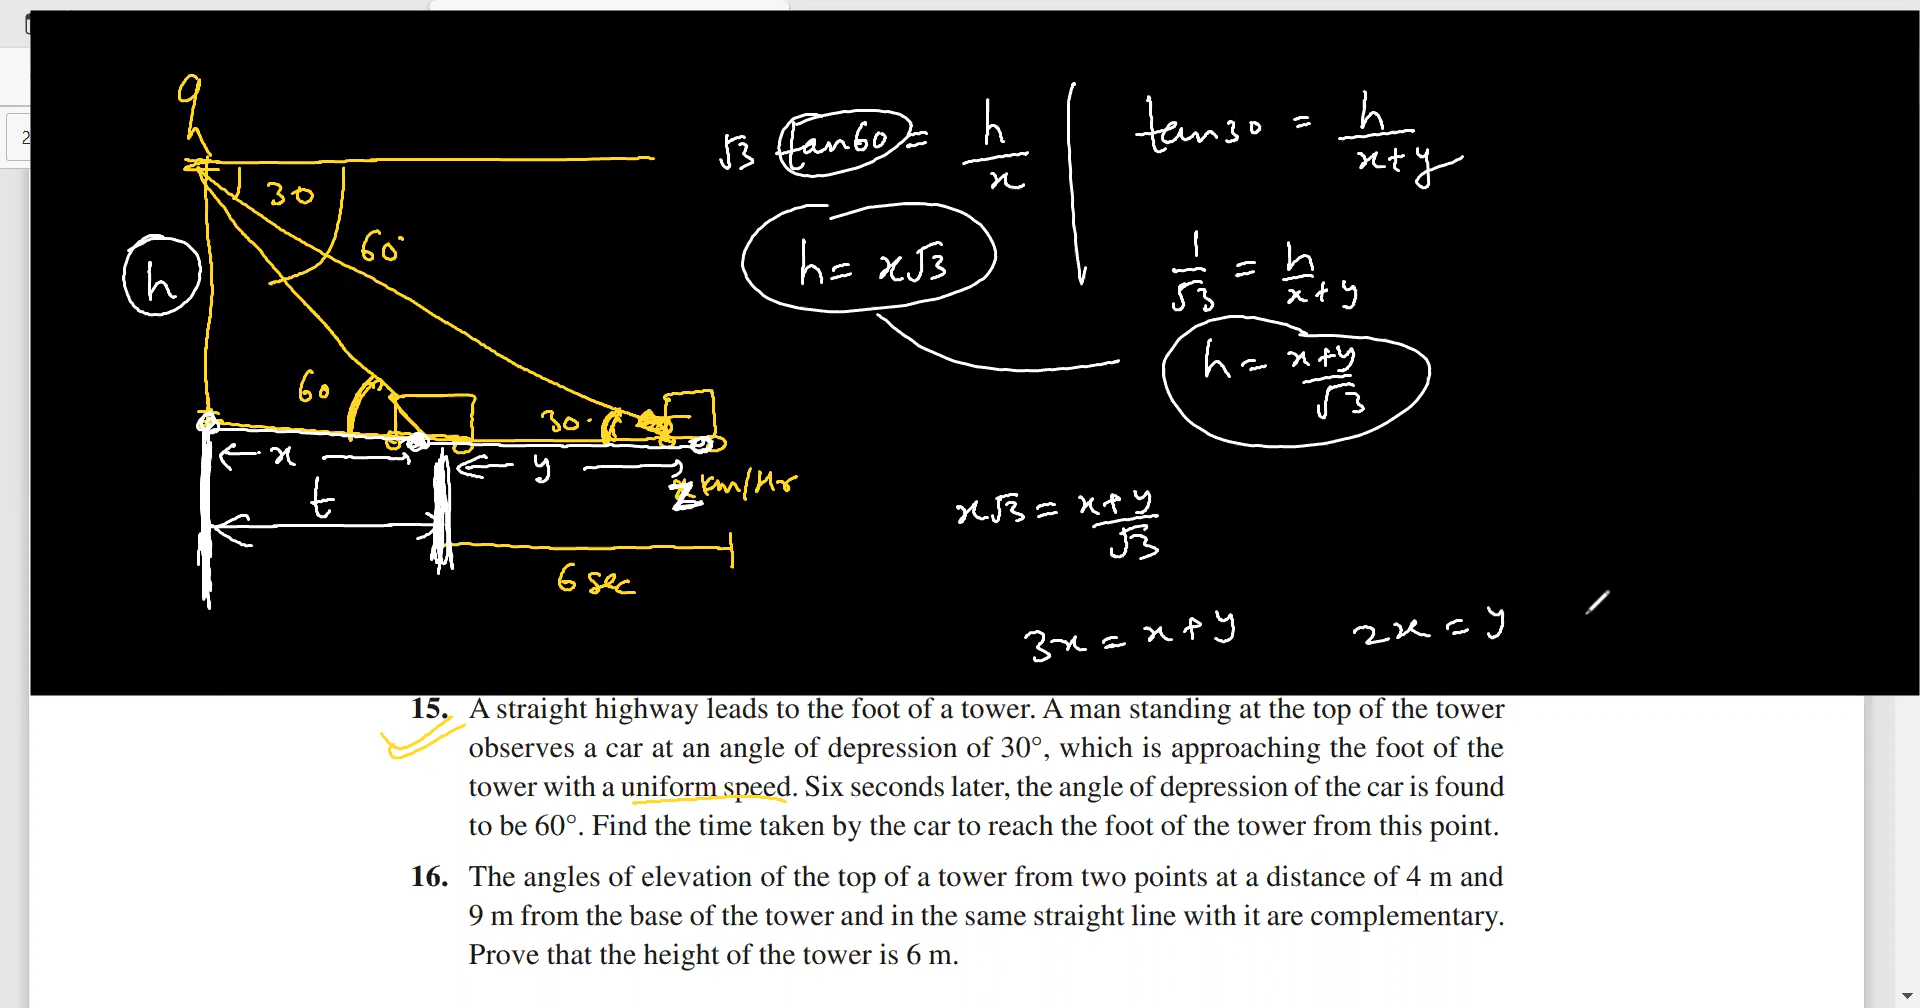 2
30
60°
h
60
30°
x
y
z km/Hr
t
6 sec
√3 tan60 = h/x
h = x√3
tan30 = h/x+y
1/√3 = h/x+y
h = x+y/√3
x√3 = x+y/√3
3x = x+y
2x = y
15. A straight highway leads to the foot of a tower. A man standing at the top of the tower
observes a car at an angle of depression of 30°, which is approaching the foot of the
tower with a uniform speed. Six seconds later, the angle of depression of the car is found
to be 60°. Find the time taken by the car to reach the foot of the tower from this point.
16. The angles of elevation of the top of a tower from two points at a distance of 4 m and
9 m from the base of the tower and in the same straight line with it are complementary.
Prove that the height of the tower is 6 m.